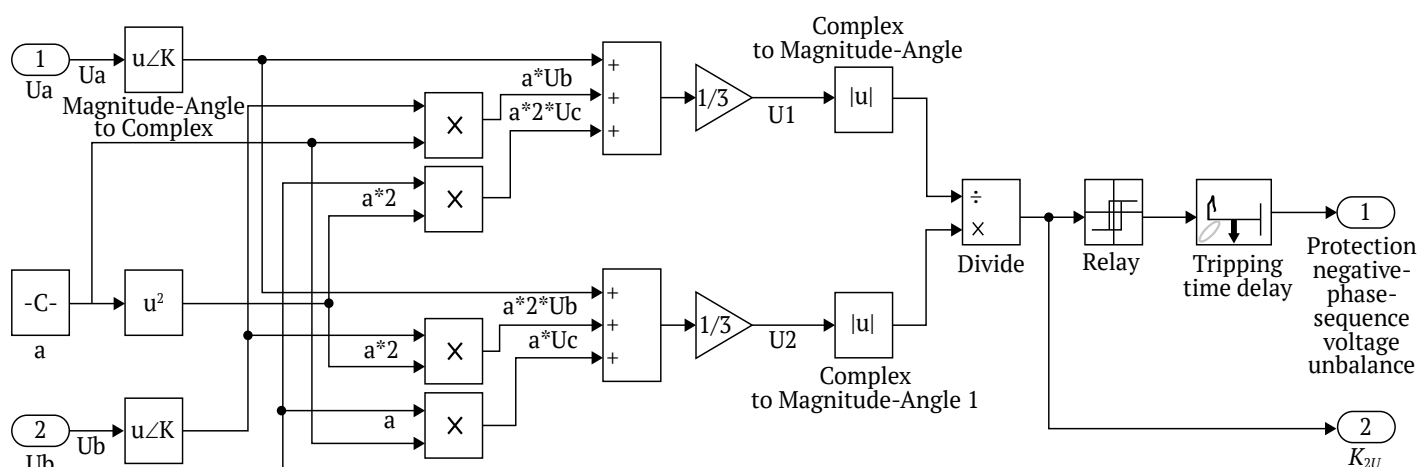 1
Ua
Ua
u∠K
Magnitude-Angle
to Complex
-C-
a
u²
2
Ub
Ub
u∠K
×
×
a*2
a*Ub
a*2*Uc
+
+
+
1/3
U1
Complex
to Magnitude-Angle
|u|
×
a*2
×
a
a*2*Ub
a*Uc
+
+
+
1/3
U2
|u|
Complex
to Magnitude-Angle 1
÷
×
Divide
Relay
Tripping
time delay
1
Protection
negative-
phase-
sequence
voltage
unbalance
2
K2U